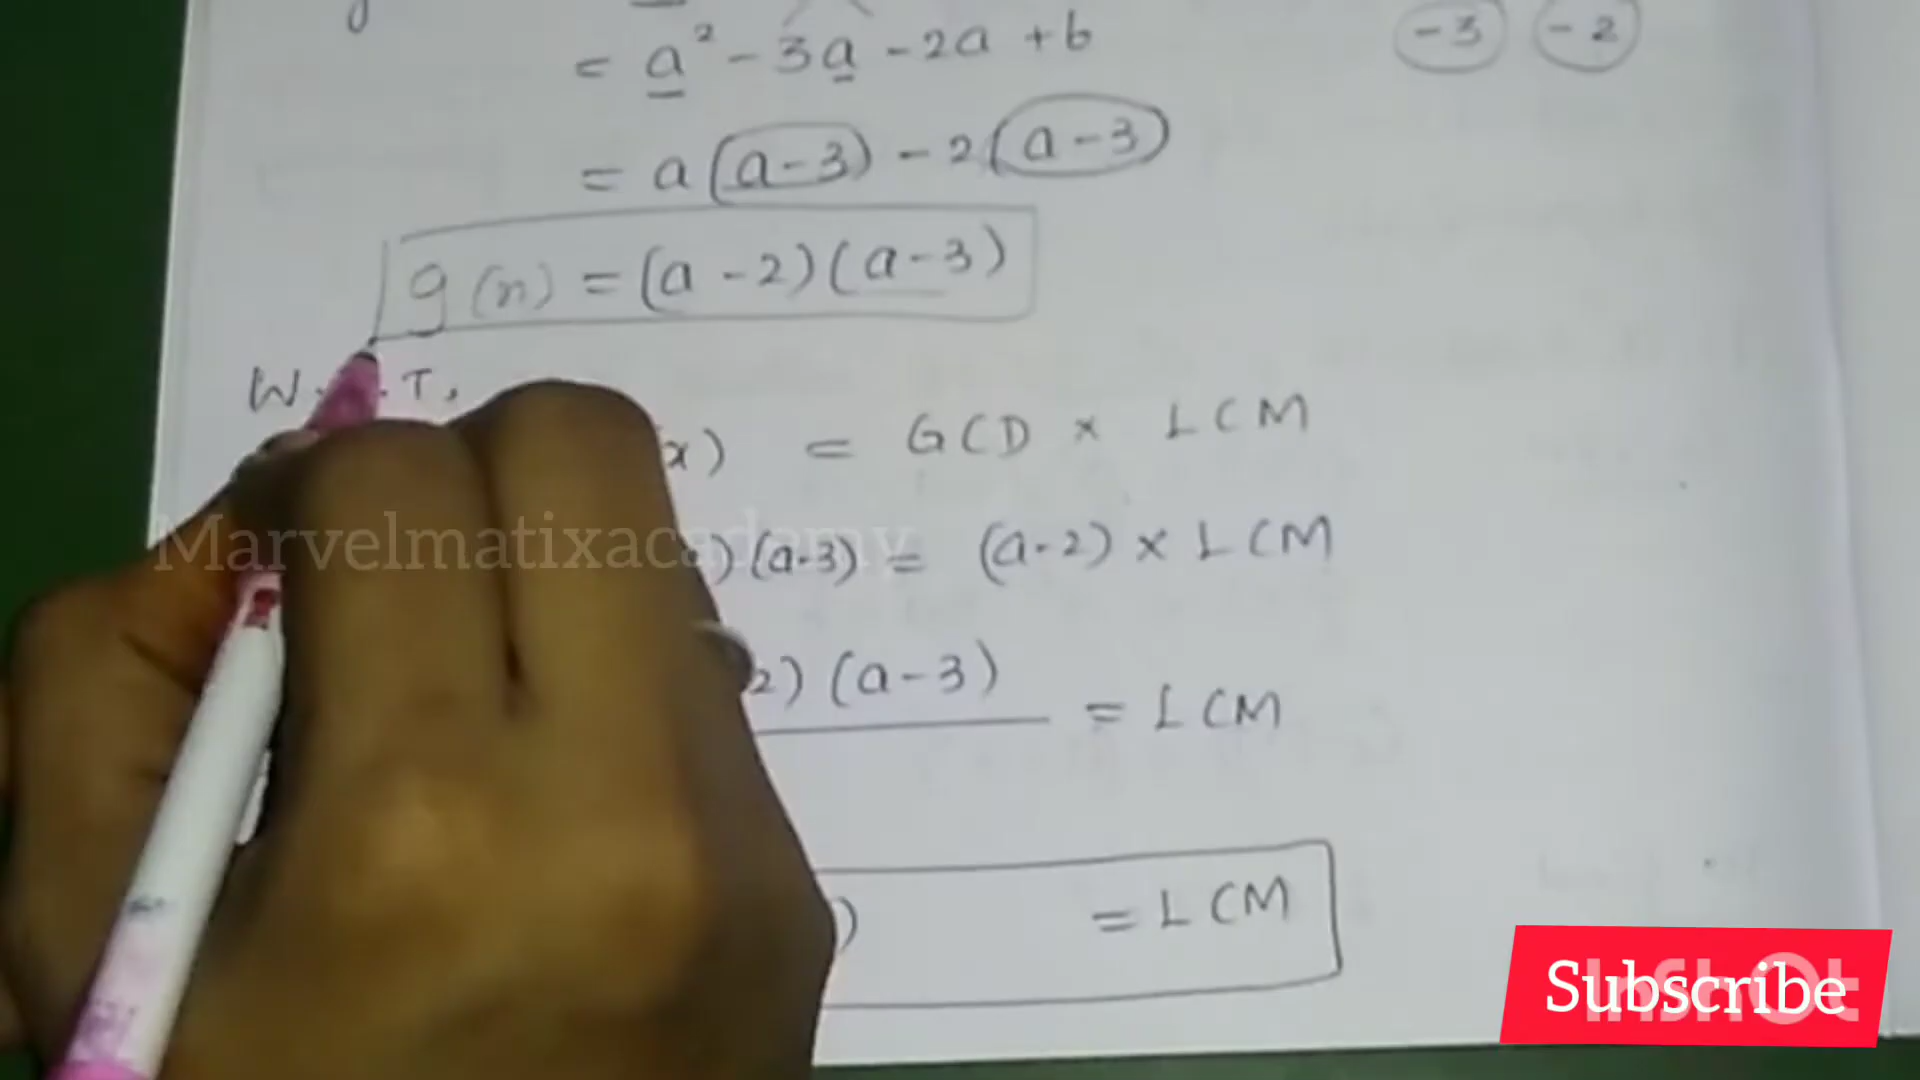 = a² - 3a - 2a + 6
-3 -2
= a (a-3) - 2 (a-3)
g (x) = (a - 2) (a - 3)
W. T,
x) = GCD × LCM
) (a-3) = (a-2) × LCM
Marvelmatixacademy
2) (a-3) = LCM
) = LCM
Subscribe
InShOt